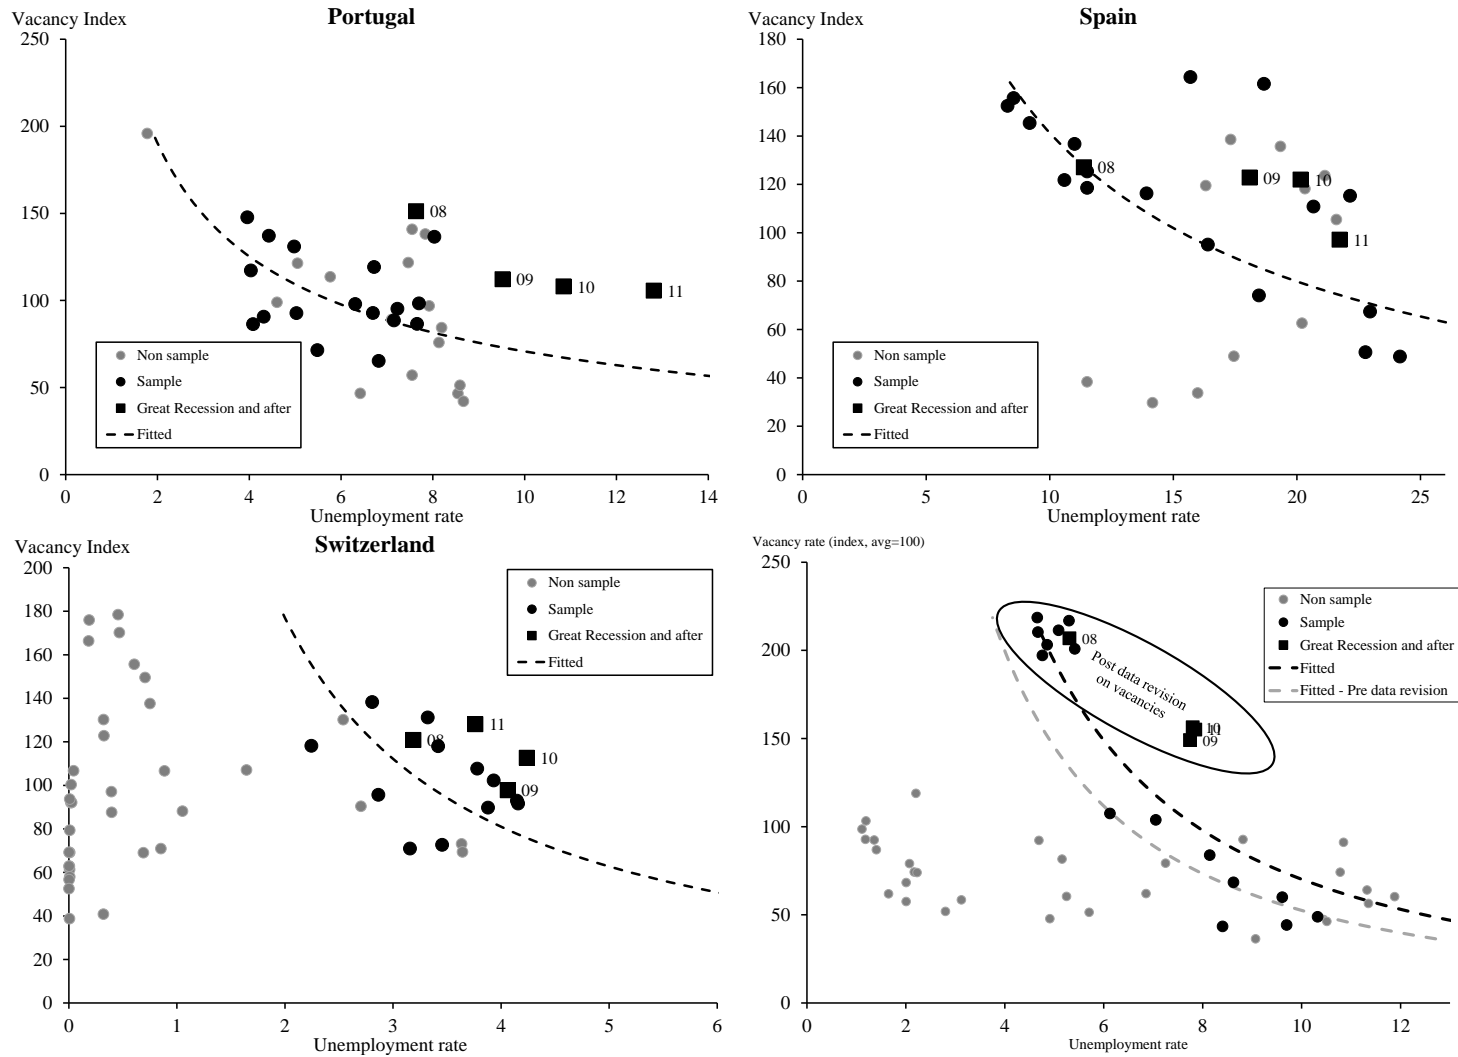 Portugal
Vacancy Index
250
200
150
100
50
0
08
09
10
11
Non sample
Sample
Great Recession and after
Fitted
0 2 4 6 8 10 12 14
Unemployment rate
Spain
Vacancy Index
180
160
140
120
100
80
60
40
20
0
08
09
10
11
Non sample
Sample
Great Recession and after
Fitted
0 5 10 15 20 25
Unemployment rate
Switzerland
Vacancy Index
200
180
160
140
120
100
80
60
40
20
0
Non sample
Sample
Great Recession and after
Fitted
11
08
10
09
0 1 2 3 4 5 6
Unemployment rate
Vacancy rate (index, avg=100)
250
200
150
100
50
0
Non sample
Sample
Great Recession and after
Fitted
Fitted - Pre data revision
08
Post data revision
on vacancies
10
11
09
0 2 4 6 8 10 12
Unemployment rate